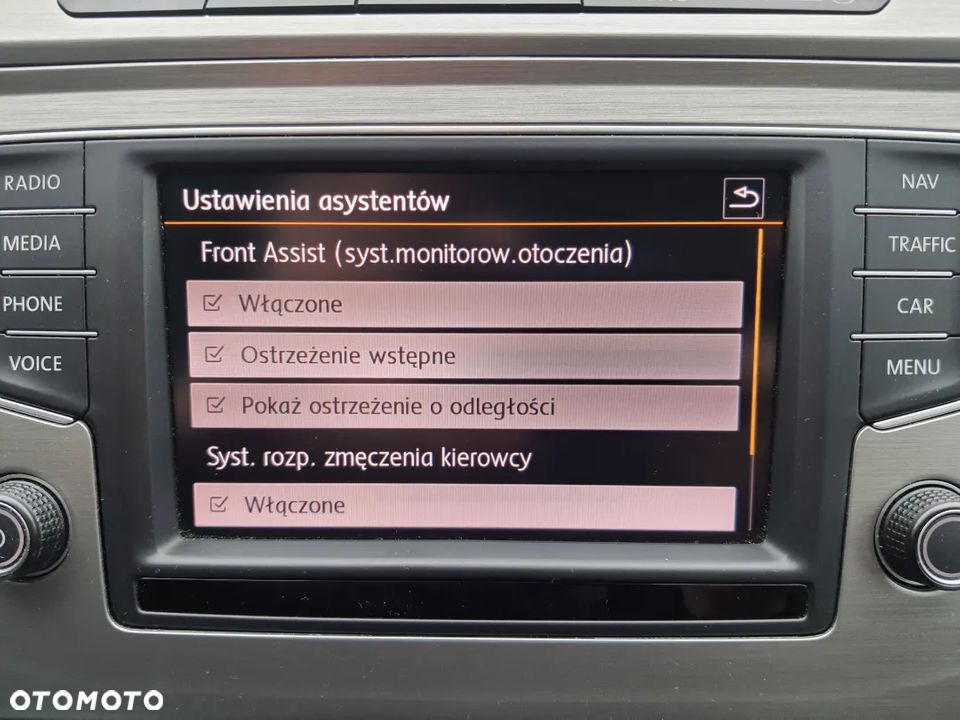 RADIO
MEDIA
PHONE
VOICE
Ustawienia asystentów
Front Assist (syst.monitorow.otoczenia)
Włączone
Ostrzeżenie wstępne
Pokaż ostrzeżenie o odległości
Syst. rozp. zmęczenia kierowcy
Włączone
NAV
TRAFFIC
CAR
MENU
OTOMOTO